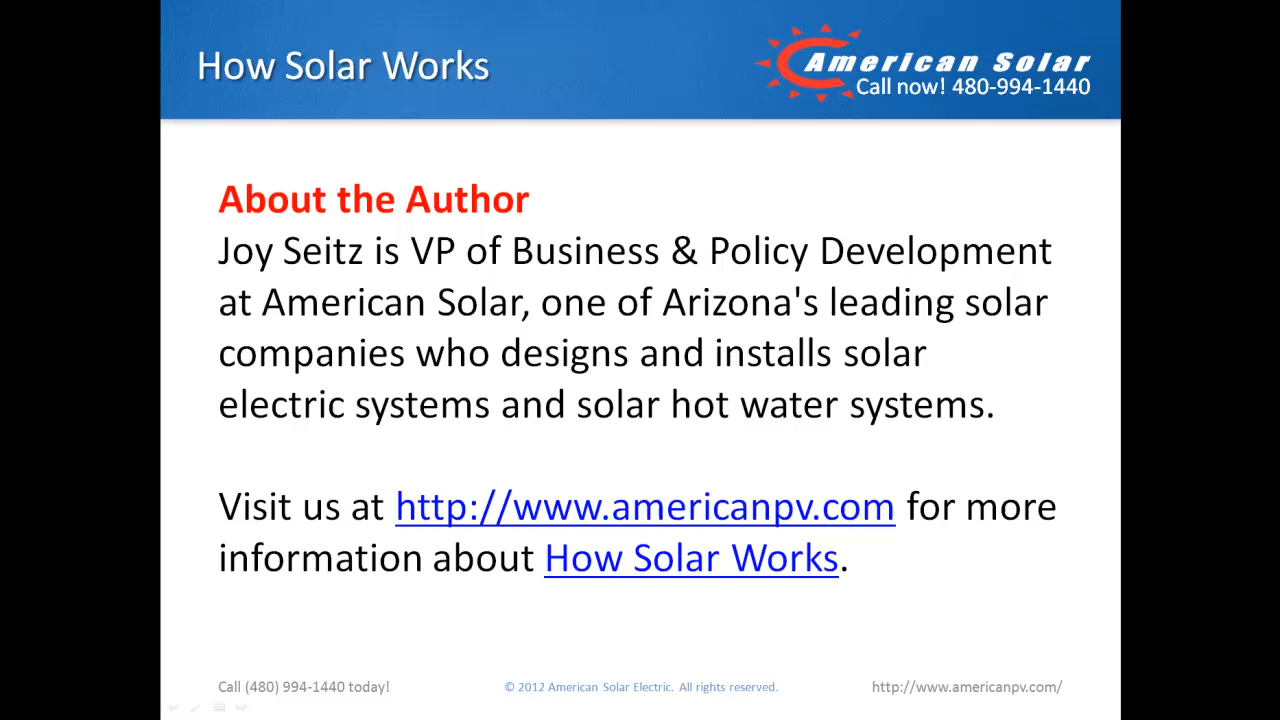 How Solar Works
American Solar
Call now! 480-994-1440
About the Author
Joy Seitz is VP of Business & Policy Development
at American Solar, one of Arizona's leading solar
companies who designs and installs solar
electric systems and solar hot water systems.
Visit us at http://www.americanpv.com for more
information about How Solar Works.
Call (480) 994-1440 today!
© 2012 American Solar Electric. All rights reserved.
http://www.americanpv.com/